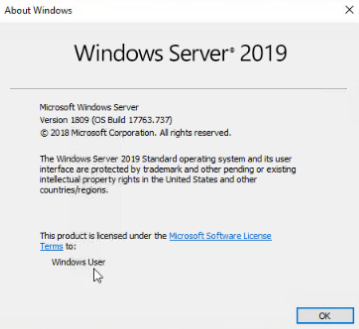 About Windows
Windows Server® 2019
Microsoft Windows Server
Version 1809 (OS Build 17763.737)
© 2018 Microsoft Corporation. All rights reserved.
The Windows Server 2019 Standard operating system and its user
interface are protected by trademark and other pending or existing
intellectual property rights in the United States and other
countries/regions.
This product is licensed under the Microsoft Software License
Terms to:
Windows User
OK